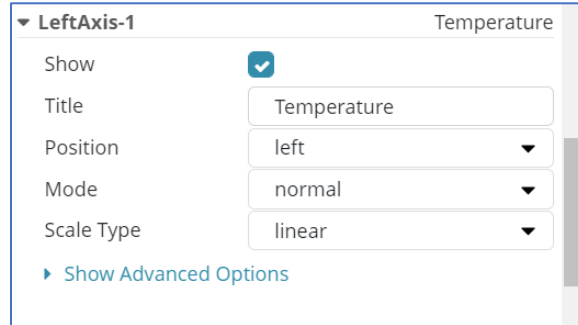 LeftAxis-1 Temperature
Show
Title Temperature
Position left
Mode normal
Scale Type linear
Show Advanced Options